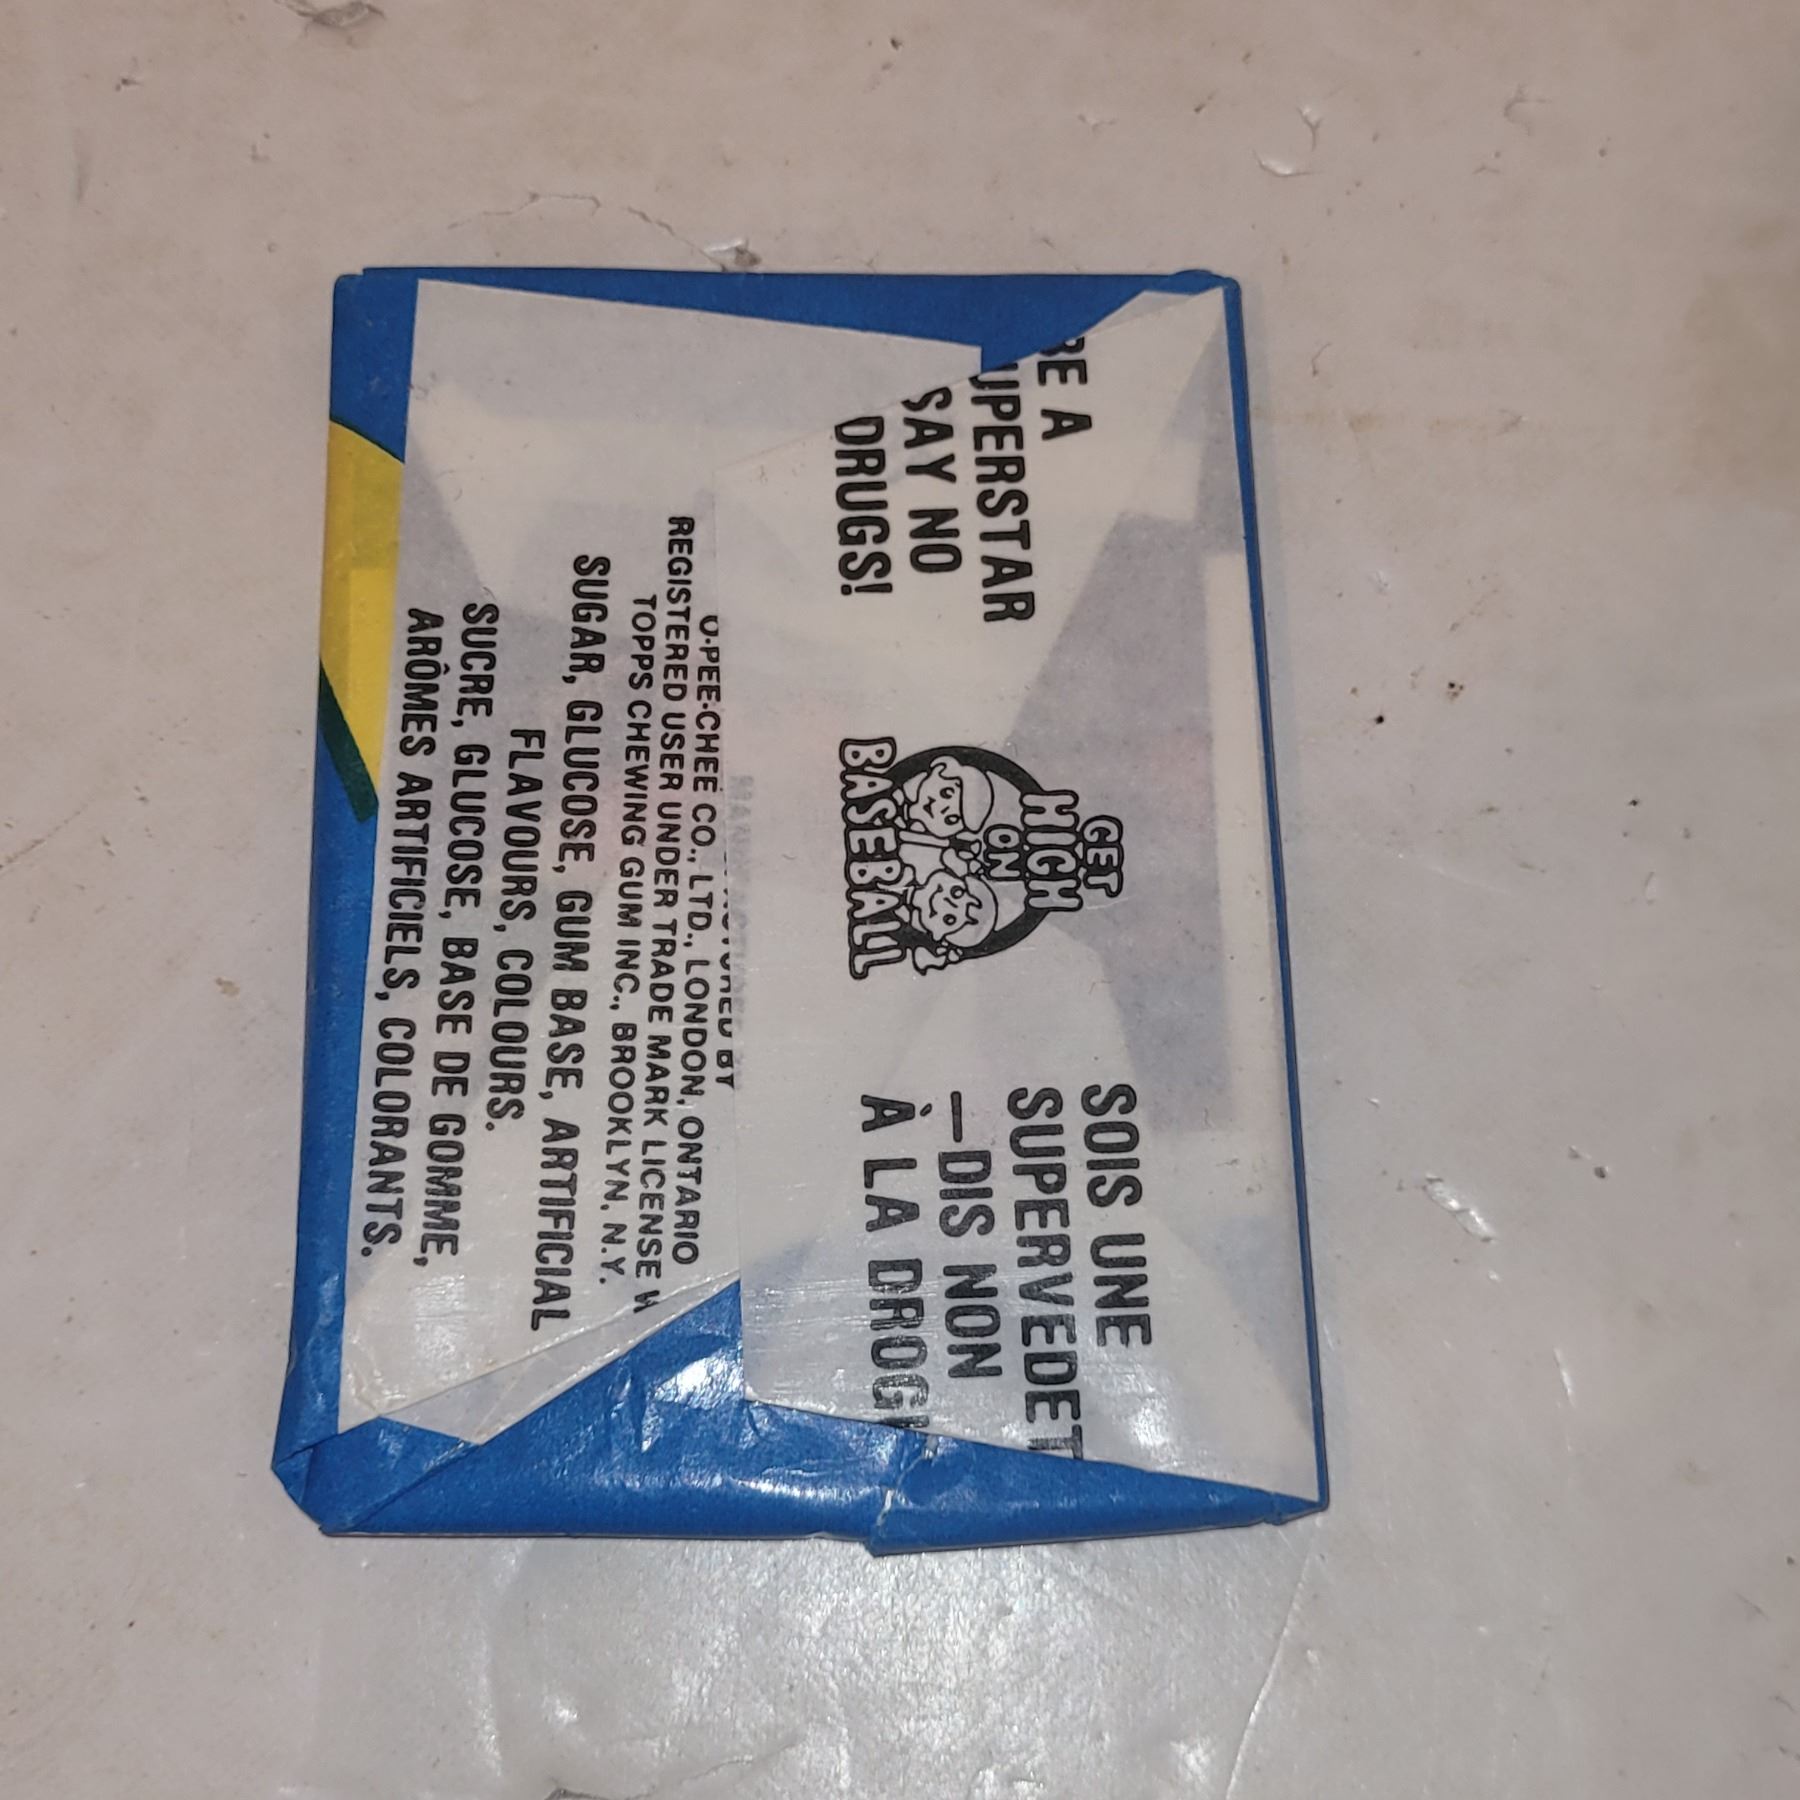 BE A
UPERSTAR
SAY NO
DRUGS!
GET
HIGH
ON
BASEBALL
SOIS UNE
SUPERVEDET
—DIS NON
À LA DROG
BY
O-PEE-CHEE CO., LTD., LONDON, ONTARIO
REGISTERED USER UNDER TRADE MARK LICENSE W
TOPPS CHEWING GUM INC., BROOKLYN, N.Y.
SUGAR, GLUCOSE, GUM BASE, ARTIFICIAL
FLAVOURS, COLOURS.
SUCRE, GLUCOSE, BASE DE GOMME,
ARÔMES ARTIFICIELS, COLORANTS.